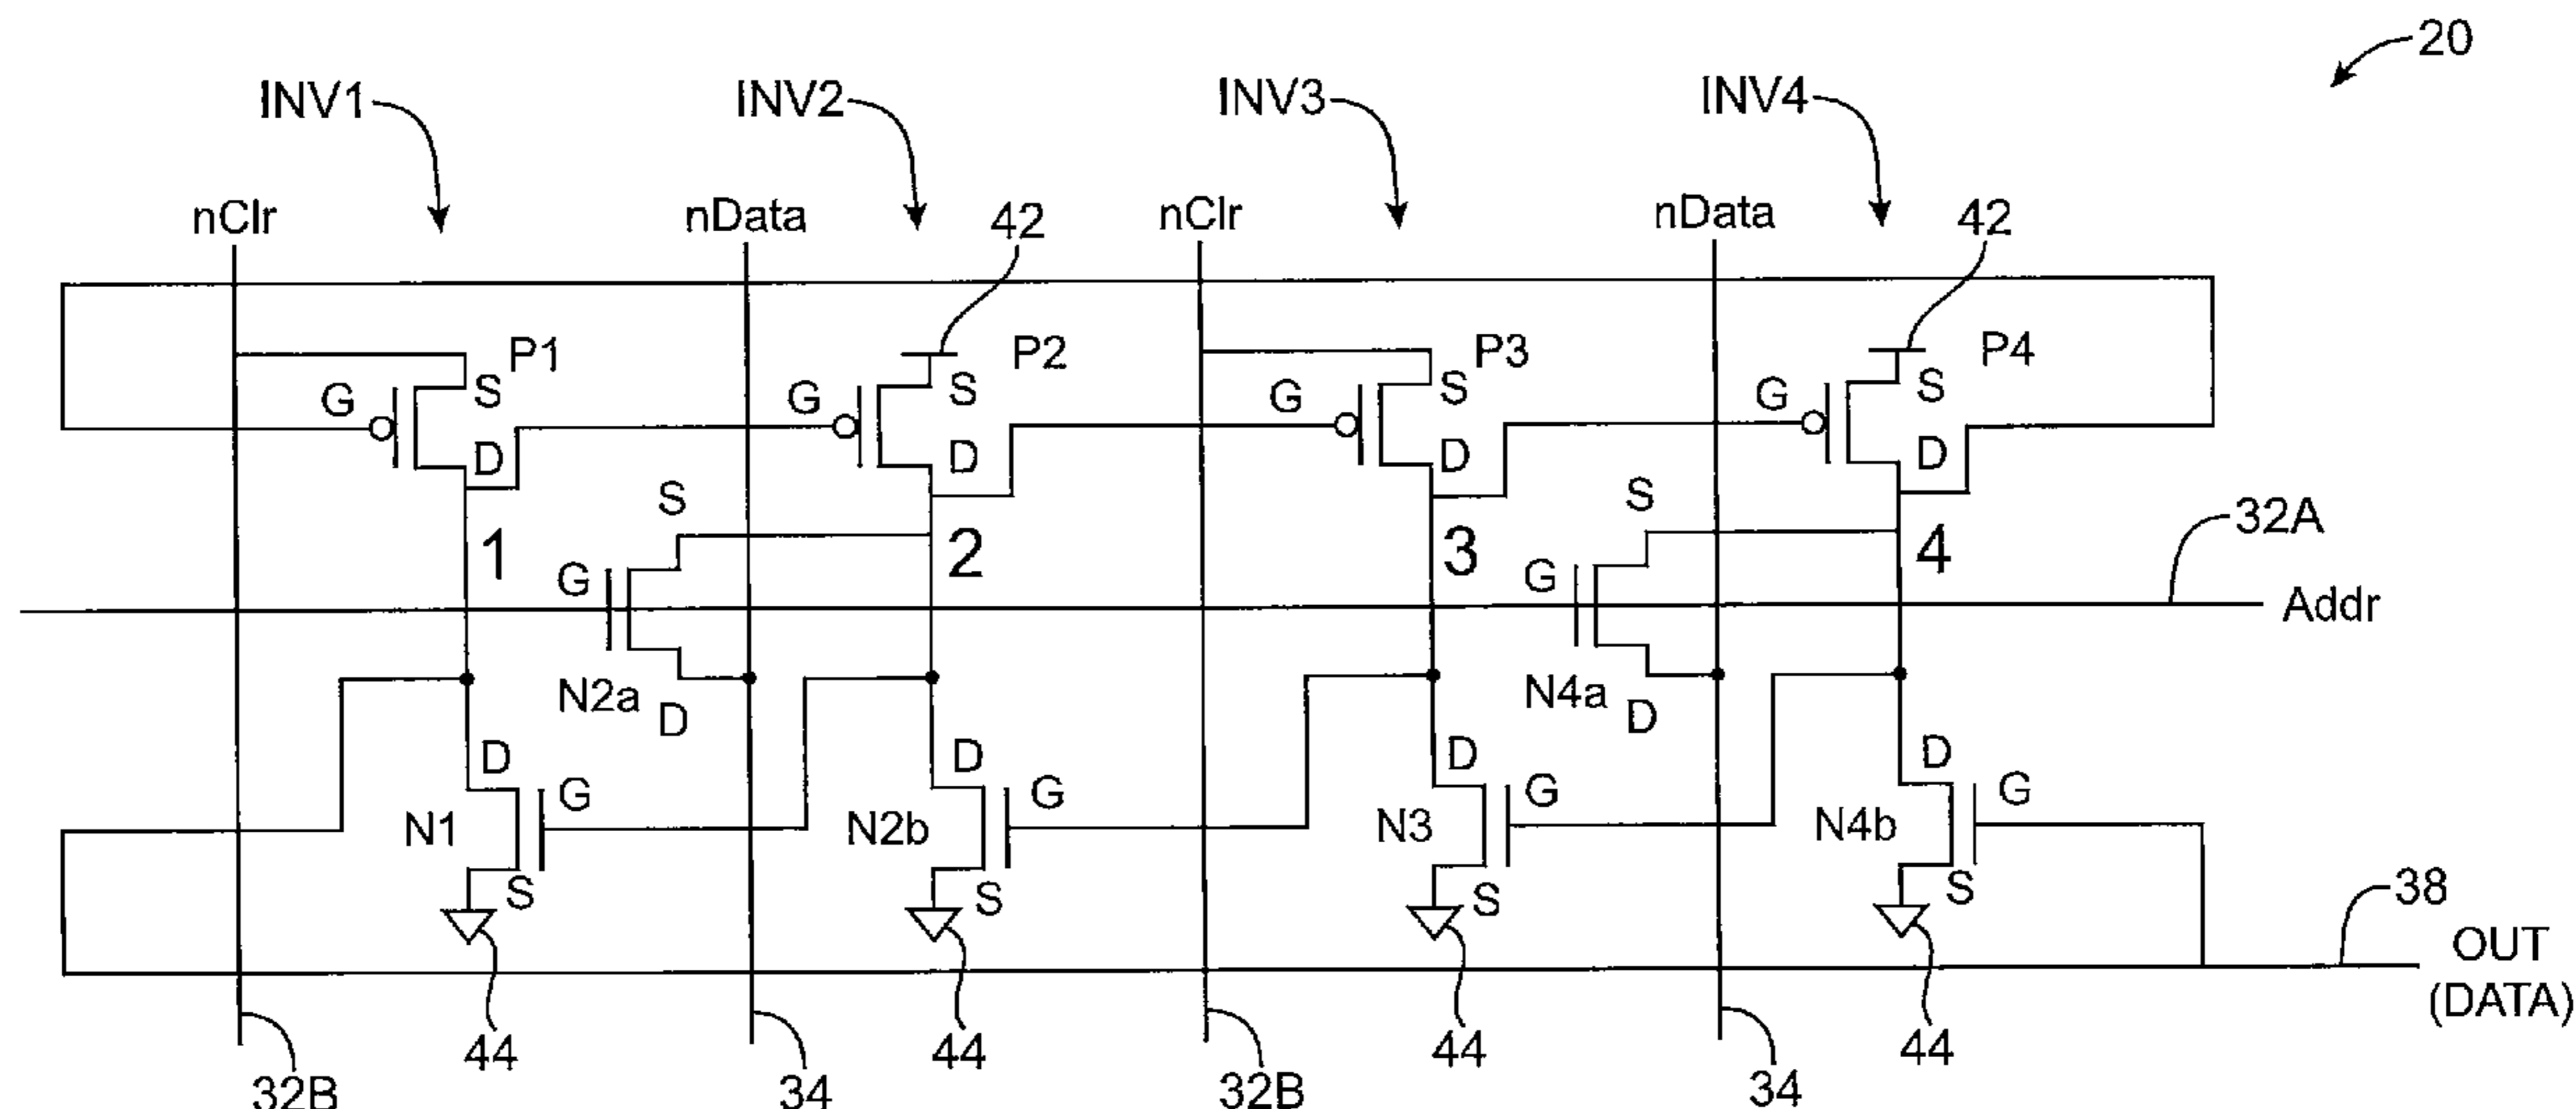 20
INV1 INV2 INV3 INV4
nClr nData 42 nClr nData 42
P1 P2 P3 P4
G S G S G S G S
D D D D
S S
1 2 3 4 32A
G G Addr
N2a D N4a D
D G D G D G D G
N1 N2b N3 N4b
S S S S 38
OUT
(DATA)
44 44 44 44
32B 34 32B 34